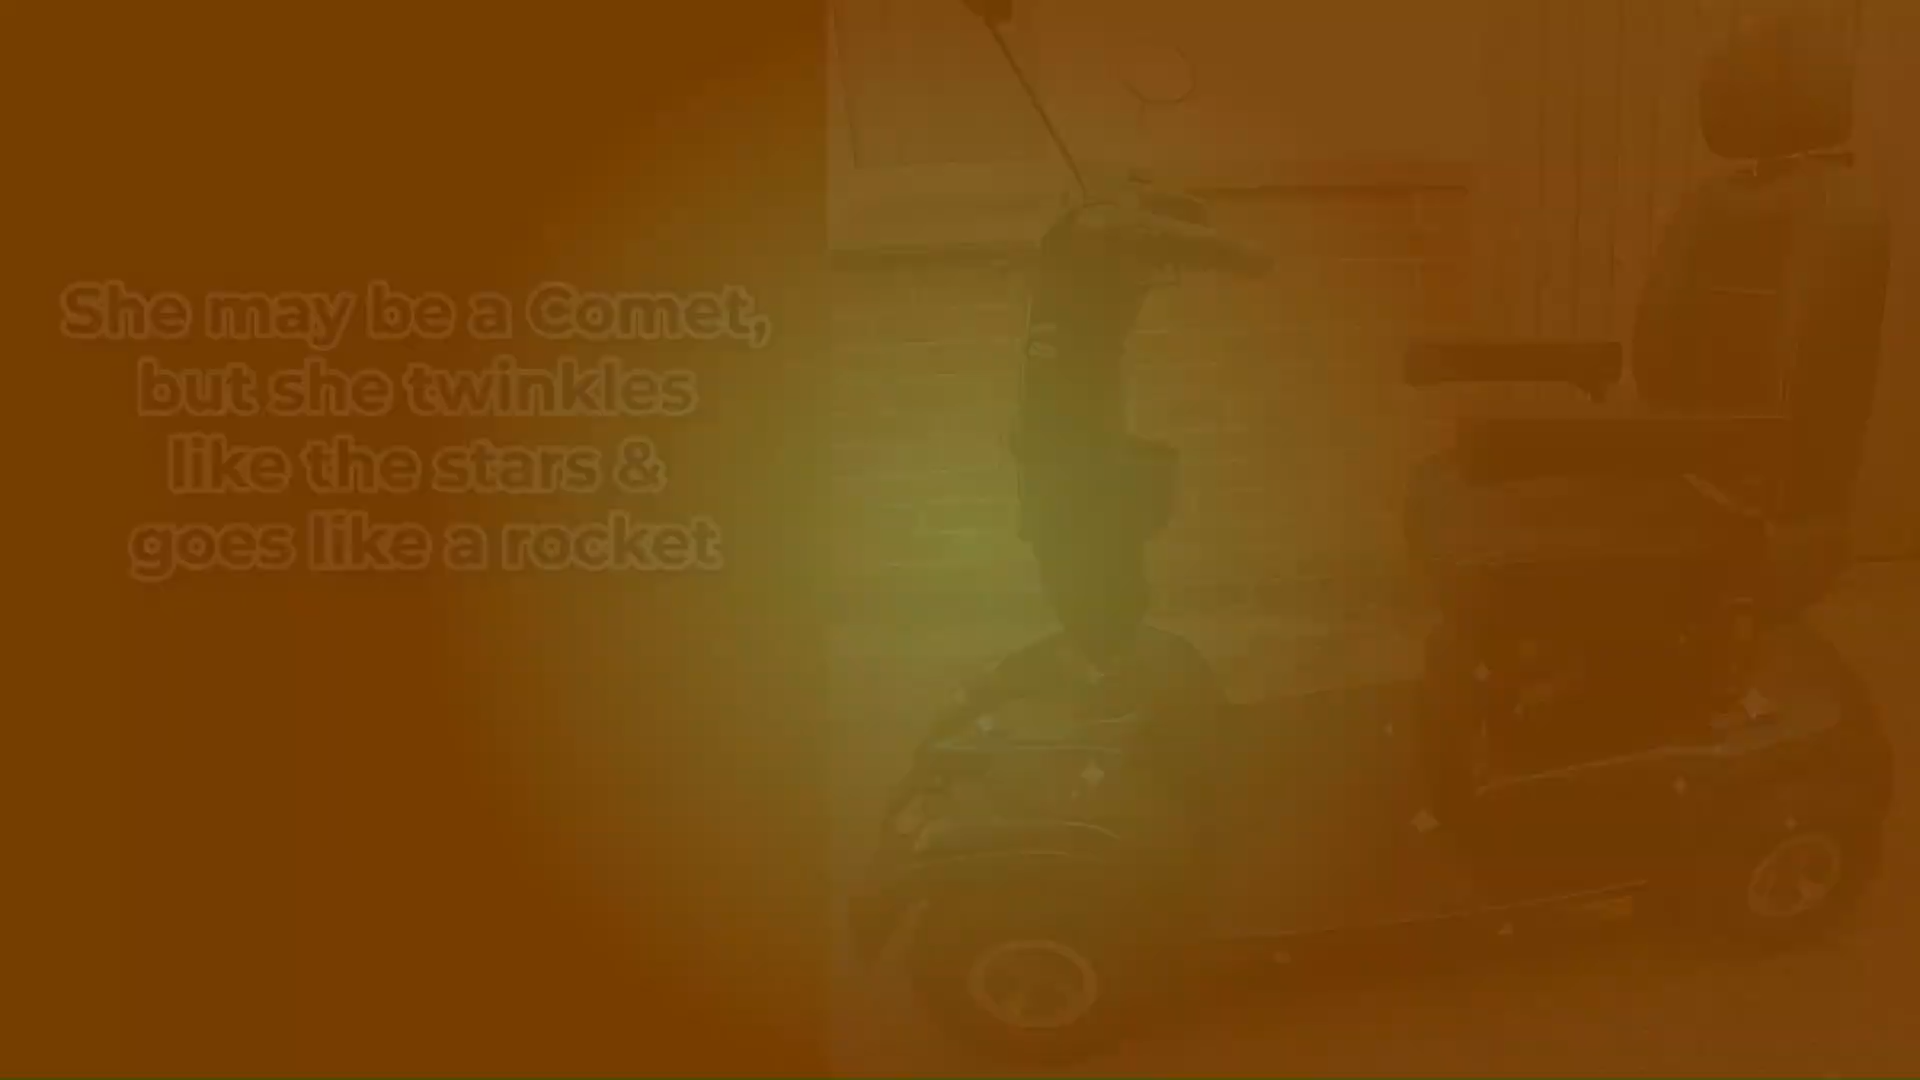 She may be a Comet,
but she twinkles
like the stars &
goes like a rocket